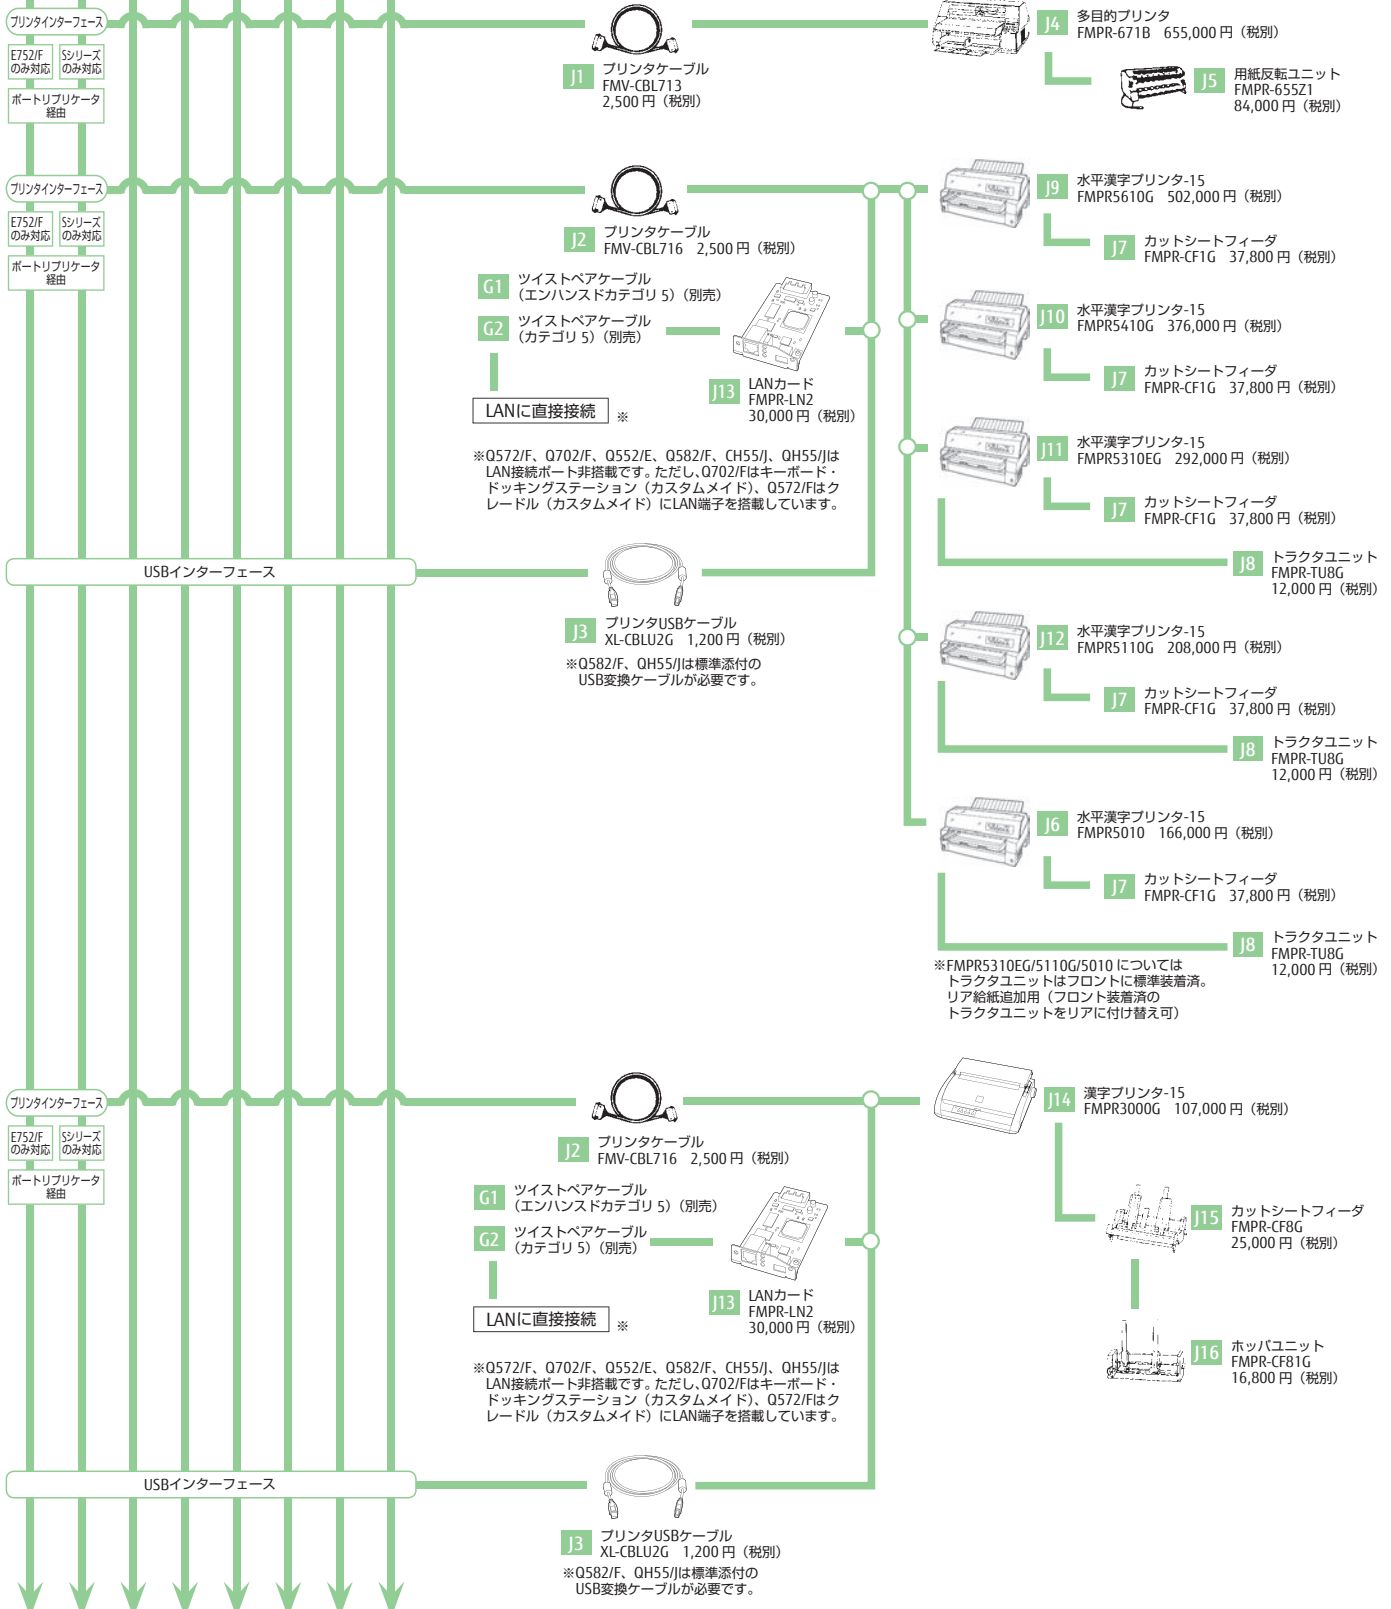 プリンタインターフェース
E752/F
のみ対応
Sシリーズ
のみ対応
ポートリプリケータ
経由
J1
プリンタケーブル
FMV-CBL713
2,500円（税別）
J4
多目的プリンタ
FMPR-671B 655,000円（税別）
J5
用紙反転ユニット
FMPR-655Z1
84,000円（税別）
プリンタインターフェース
E752/F
のみ対応
Sシリーズ
のみ対応
ポートリプリケータ
経由
J2
プリンタケーブル
FMV-CBL716 2,500円（税別）
G1
ツイストペアケーブル
（エンハンスドカテゴリ5）（別売）
G2
ツイストペアケーブル
（カテゴリ5）（別売）
LANに直接接続
※
J13
LANカード
FMPR-LN2
30,000円（税別）
※Q572/F、Q702/F、Q552/E、Q582/F、CH55/J、QH55/Jは
LAN接続ポート非搭載です。ただし、Q702/Fはキーボード・
ドッキングステーション（カスタムメイド）、Q572/Fはク
レードル（カスタムメイド）にLAN端子を搭載しています。
USBインターフェース
J3
プリンタUSBケーブル
XL-CBLU2G 1,200円（税別）
※Q582/F、QH55/Jは標準添付の
USB変換ケーブルが必要です。
J9
水平漢字プリンタ-15
FMPR5610G 502,000円（税別）
J7
カットシートフィーダ
FMPR-CF1G 37,800円（税別）
J10
水平漢字プリンタ-15
FMPR5410G 376,000円（税別）
J7
カットシートフィーダ
FMPR-CF1G 37,800円（税別）
J11
水平漢字プリンタ-15
FMPR5310EG 292,000円（税別）
J7
カットシートフィーダ
FMPR-CF1G 37,800円（税別）
J8
トラクタユニット
FMPR-TU8G
12,000円（税別）
J12
水平漢字プリンタ-15
FMPR5110G 208,000円（税別）
J7
カットシートフィーダ
FMPR-CF1G 37,800円（税別）
J8
トラクタユニット
FMPR-TU8G
12,000円（税別）
J6
水平漢字プリンタ-15
FMPR5010 166,000円（税別）
J7
カットシートフィーダ
FMPR-CF1G 37,800円（税別）
J8
トラクタユニット
FMPR-TU8G
12,000円（税別）
※FMPR5310EG/5110G/5010については
トラクタユニットはフロントに標準装着済。
リア給紙追加用（フロント装着済の
トラクタユニットをリアに付け替え可）
プリンタインターフェース
E752/F
のみ対応
Sシリーズ
のみ対応
ポートリプリケータ
経由
J2
プリンタケーブル
FMV-CBL716 2,500円（税別）
G1
ツイストペアケーブル
（エンハンスドカテゴリ5）（別売）
G2
ツイストペアケーブル
（カテゴリ5）（別売）
LANに直接接続
※
J13
LANカード
FMPR-LN2
30,000円（税別）
※Q572/F、Q702/F、Q552/E、Q582/F、CH55/J、QH55/Jは
LAN接続ポート非搭載です。ただし、Q702/Fはキーボード・
ドッキングステーション（カスタムメイド）、Q572/Fはク
レードル（カスタムメイド）にLAN端子を搭載しています。
J14
漢字プリンタ-15
FMPR3000G 107,000円（税別）
J15
カットシートフィーダ
FMPR-CF8G
25,000円（税別）
J16
ホッパユニット
FMPR-CF81G
16,800円（税別）
USBインターフェース
J3
プリンタUSBケーブル
XL-CBLU2G 1,200円（税別）
※Q582/F、QH55/Jは標準添付の
USB変換ケーブルが必要です。